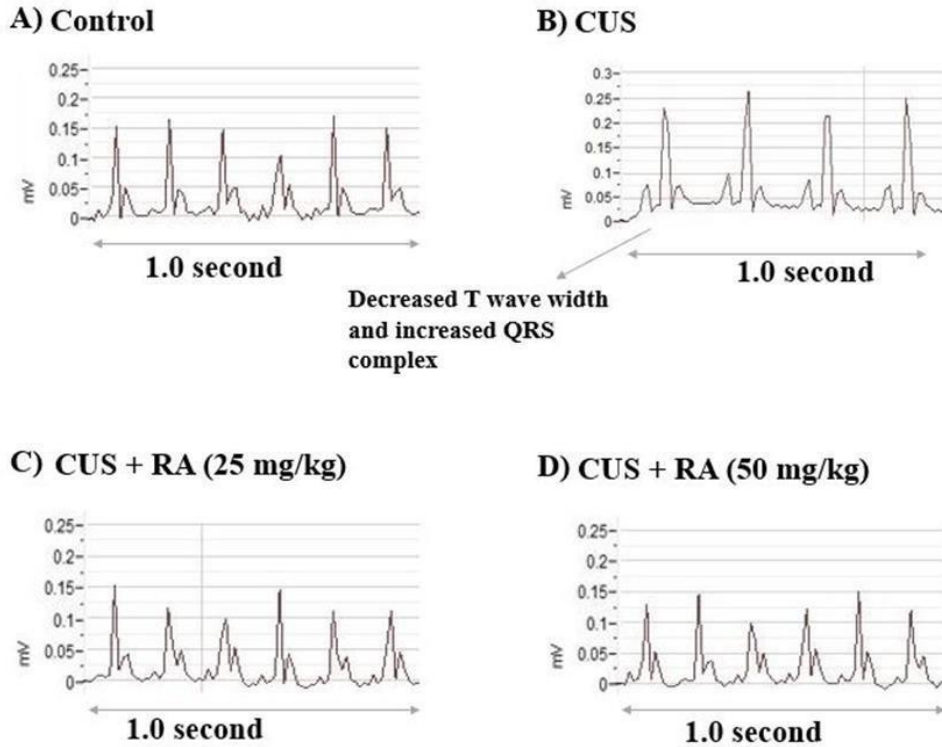 A) Control
0.25
0.2
0.15
0.1
0.05
0
mV
1.0 second
B) CUS
0.3
0.25
0.2
0.15
0.1
0.05
0
mV
1.0 second
Decreased T wave width
and increased QRS
complex
C) CUS + RA (25 mg/kg)
0.25
0.2
0.15
0.1
0.05
0
mV
1.0 second
D) CUS + RA (50 mg/kg)
0.25
0.2
0.15
0.1
0.05
0
mV
1.0 second